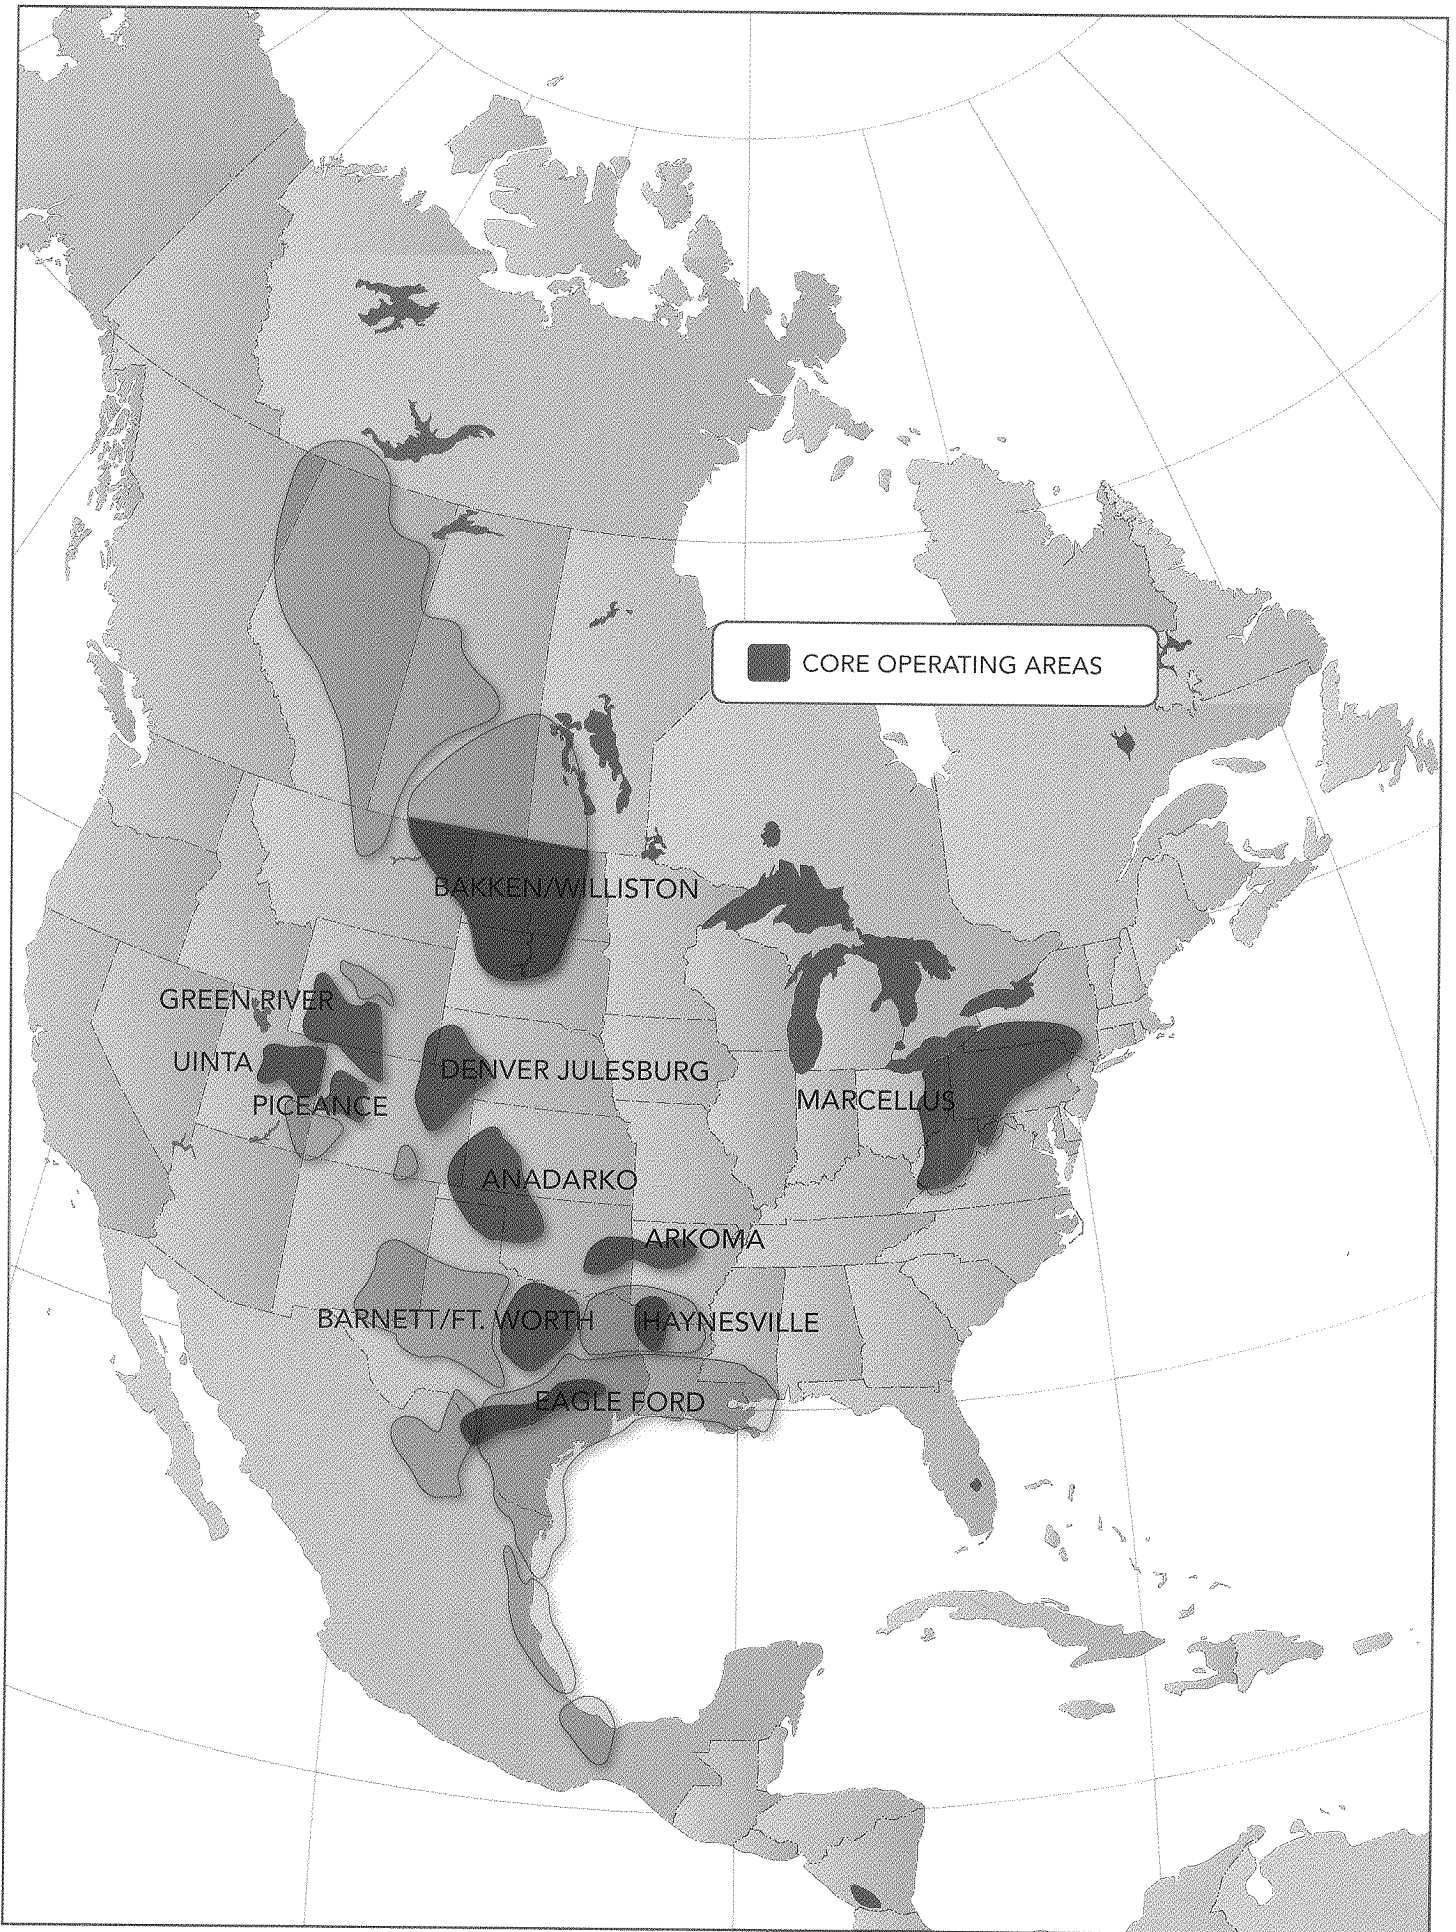 CORE OPERATING AREAS
BAKKEN/WILLISTON
GREEN RIVER
UINTA
DENVER JULESBURG
PICEANCE
MARCELLUS
ANADARKO
ARKOMA
BARNETT/FT. WORTH
HAYNESVILLE
EAGLE FORD